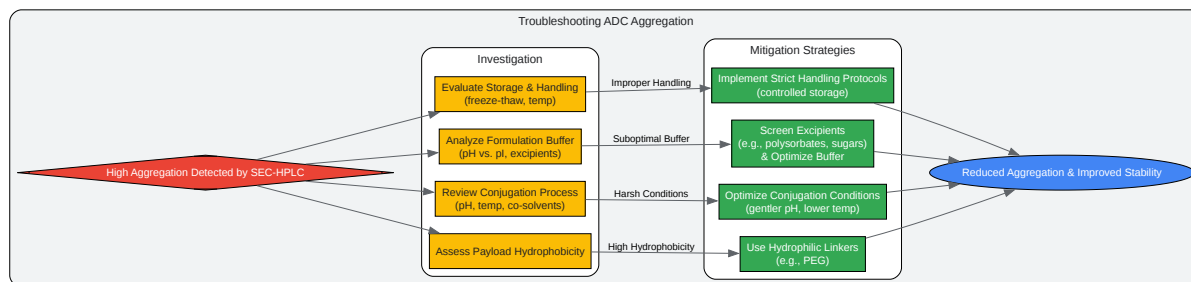 Troubleshooting ADC Aggregation
Investigation
Mitigation Strategies
High Aggregation Detected by SEC-HPLC
Evaluate Storage & Handling
(freeze-thaw, temp)
Improper Handling
Implement Strict Handling Protocols
(controlled storage)
Analyze Formulation Buffer
(pH vs. pI, excipients)
Suboptimal Buffer
Screen Excipients
(e.g., polysorbates, sugars)
& Optimize Buffer
Review Conjugation Process
(pH, temp, co-solvents)
Harsh Conditions
Optimize Conjugation Conditions
(gentler pH, lower temp)
Assess Payload Hydrophobicity
High Hydrophobicity
Use Hydrophilic Linkers
(e.g., PEG)
Reduced Aggregation & Improved Stability